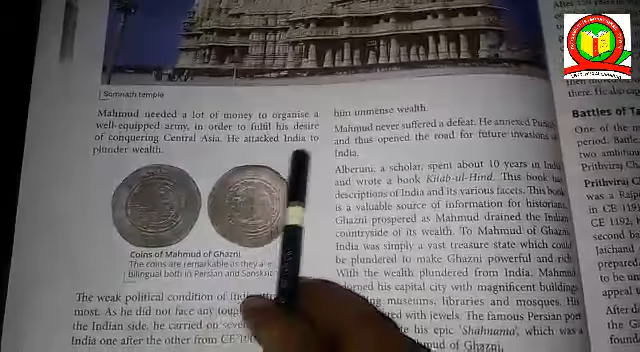 Somnath temple
Mahmud needed a lot of money to organise a
well-equipped army, in order to fulfil his desire
of conquering Central Asia. He attacked India to
plunder wealth.
Coins of Mahmud of Ghazni.
The coins are remarkable as they are
bilingual both in Persian and Sanskrit
The weak political condition of
most. As he did not face any
the Indian side, he carried on
India one after the other from CE
him immense wealth.
Mahmud never suffered a defeat. He annexed
and thus opened the road for future invasions
India.
Alberuni, a scholar, spent about 10 years in India
and wrote a book Kitab-ul-Hind. This book has
descriptions of India and its various facets. This book
is a valuable source of information for historians.
Ghazni prospered as Mahmud drained the Indian
countryside of its wealth. To Mahmud of Ghazni,
India was simply a vast treasure state which could
be plundered to make Ghazni powerful and rich.
With the wealth plundered from India, Mahmud
his capital city with magnificent buildings
museums, libraries and mosques. His
with jewels. The famous Persian poet
his epic 'Shahnama', which was a
of Ghazni.
After
there. He also
Battles of
One of the
period. Battle
two ambitious
Prithviraj
Prithviraj
was a
in CE 1191
CE 1192,
second
Jaichand
prepared
to be
appeal
After the
of
found